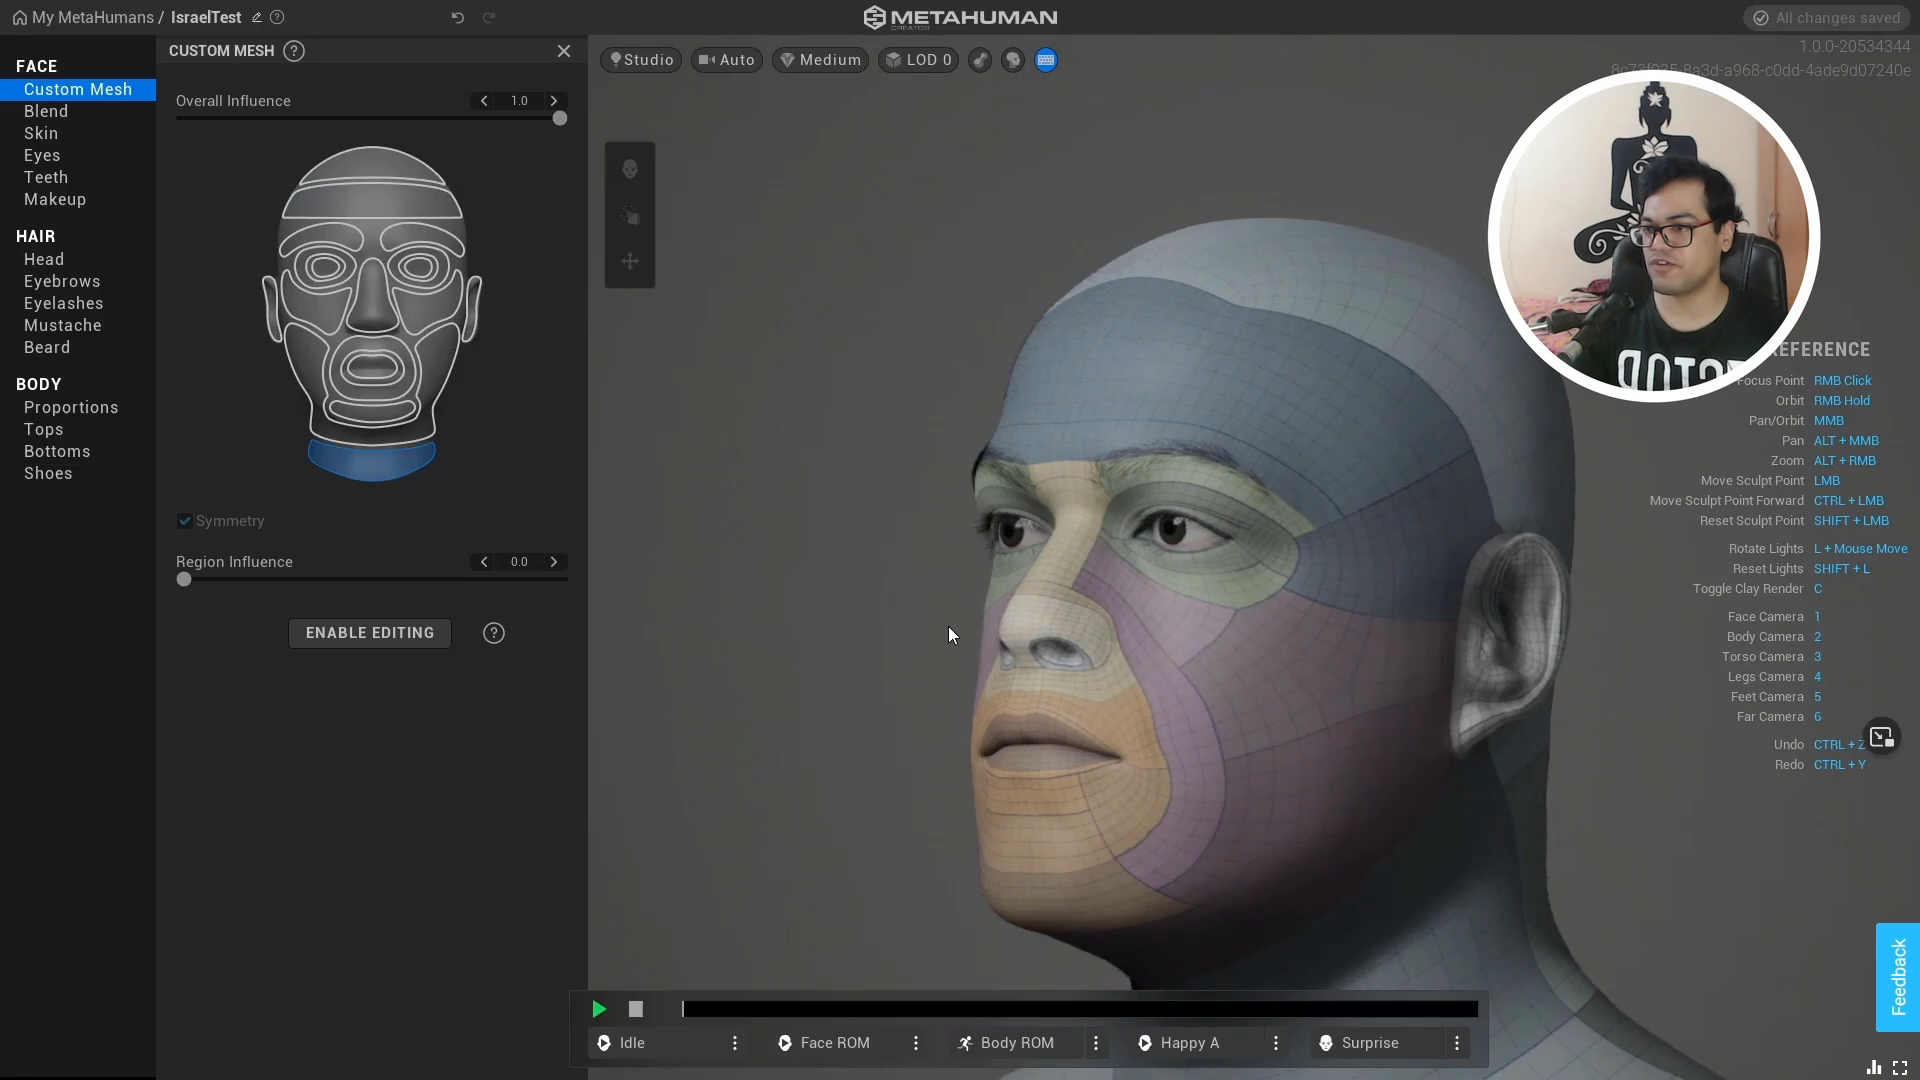 My MetaHumans / IsraelTest
METAHUMAN
CREATOR
All changes saved
CUSTOM MESH
Studio
Auto
Medium
LOD 0
1.0.0-20534344
FACE
Custom Mesh
Blend
Skin
Eyes
Teeth
Makeup
HAIR
Head
Eyebrows
Eyelashes
Mustache
Beard
BODY
Proportions
Tops
Bottoms
Shoes
Overall Influence
1.0
Symmetry
Region Influence
0.0
ENABLE EDITING
Focus Point RMB Click
Orbit RMB Hold
Pan/Orbit MMB
Pan ALT + MMB
Zoom ALT + RMB
Move Sculpt Point LMB
Move Sculpt Point Forward CTRL + LMB
Reset Sculpt Point SHIFT + LMB
Rotate Lights L + Mouse Move
Reset Lights SHIFT + L
Toggle Clay Render C
Face Camera 1
Body Camera 2
Torso Camera 3
Legs Camera 4
Feet Camera 5
Far Camera 6
Undo CTRL + Z
Redo CTRL + Y
Feedback
Idle
Face ROM
Body ROM
Happy A
Surprise